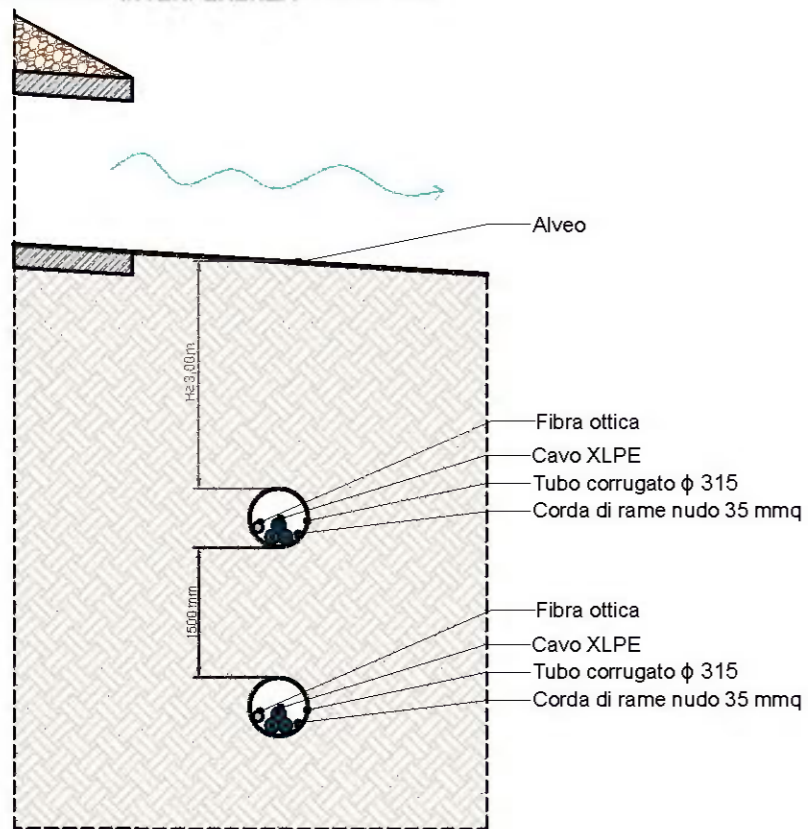 Alveo
H≥3,00m
Fibra ottica
Cavo XLPE
Tubo corrugato ϕ 315
Corda di rame nudo 35 mmq
1500 mm
Fibra ottica
Cavo XLPE
Tubo corrugato ϕ 315
Corda di rame nudo 35 mmq